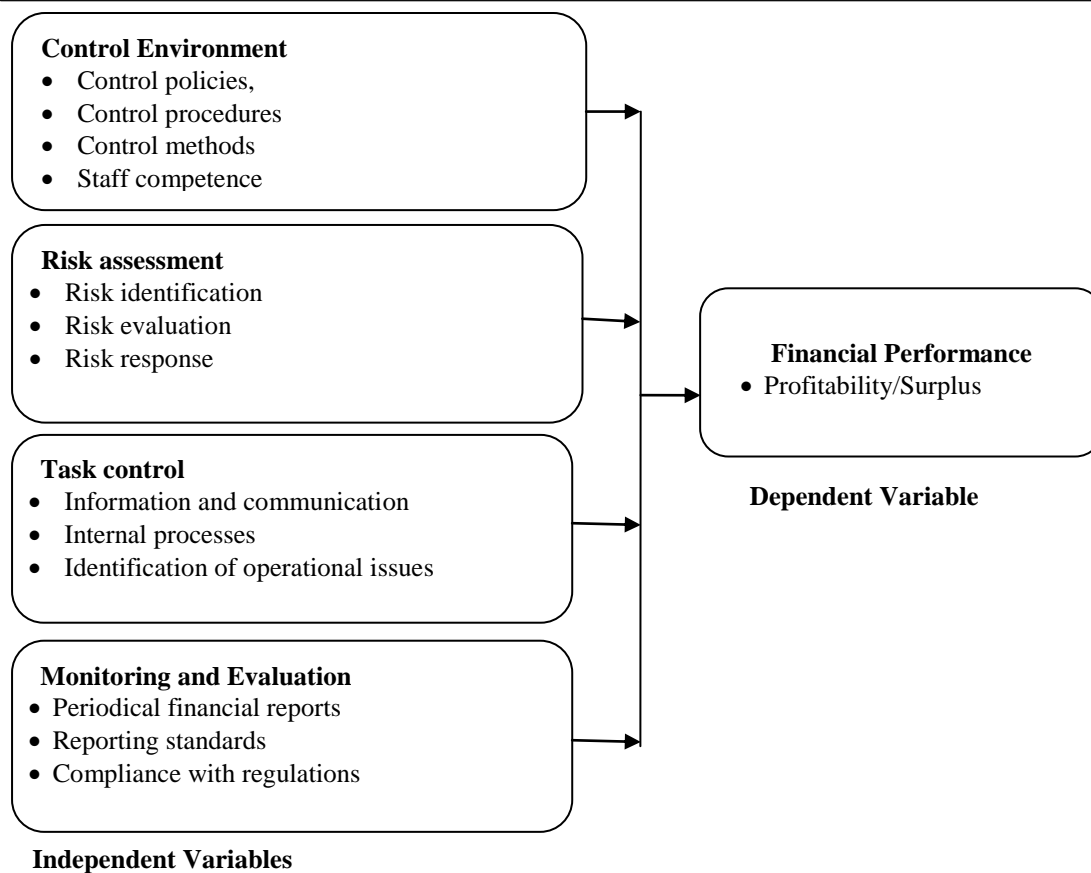 Control Environment
• Control policies,
• Control procedures
• Control methods
• Staff competence
Risk assessment
• Risk identification
• Risk evaluation
• Risk response
Task control
• Information and communication
• Internal processes
• Identification of operational issues
Monitoring and Evaluation
• Periodical financial reports
• Reporting standards
• Compliance with regulations
Independent Variables
Financial Performance
• Profitability/Surplus
Dependent Variable